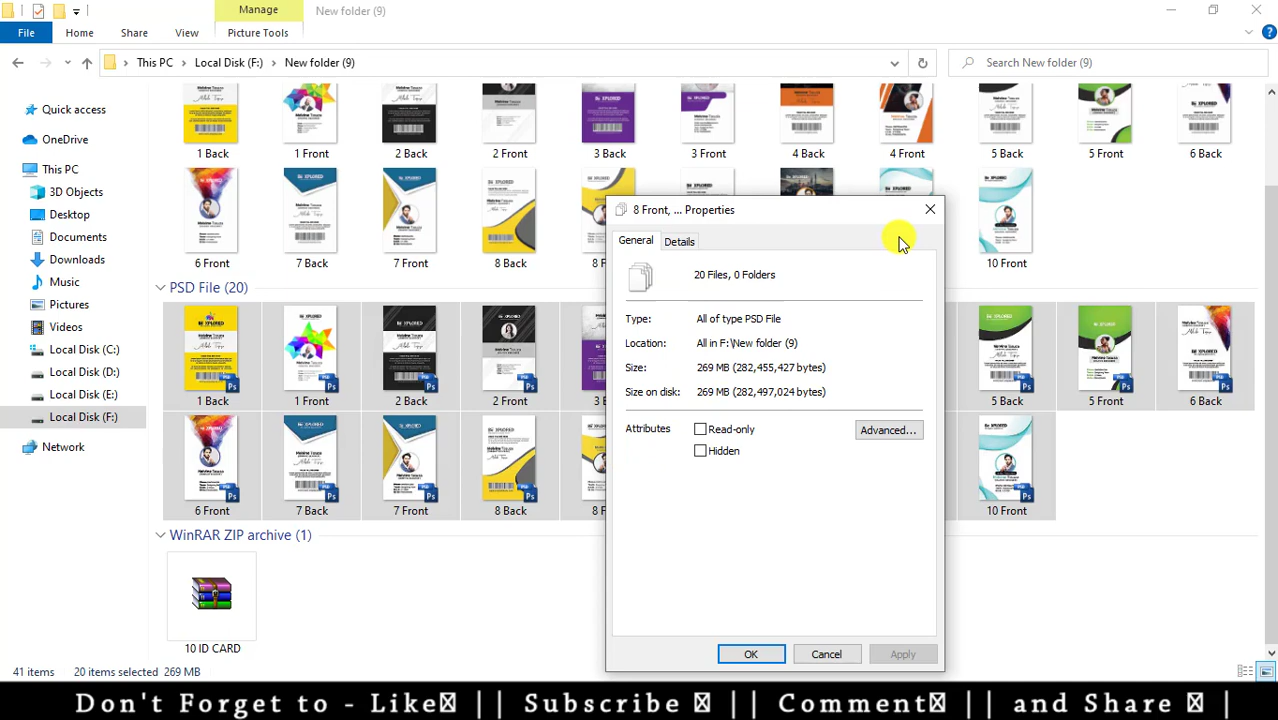 Manage
New folder (9)
File
Home
Share
View
Picture Tools
This PC
Local Disk (F:)
New folder (9)
Search New folder (9)
Quick access
OneDrive
This PC
3D Objects
Desktop
Documents
Downloads
Music
Pictures
Videos
Local Disk (C:)
Local Disk (D:)
Local Disk (E:)
Local Disk (F:)
Network
1 Back
1 Front
2 Back
2 Front
3 Back
3 Front
4 Back
4 Front
5 Back
5 Front
6 Back
6 Front
7 Back
7 Front
8 Back
10 Front
PSD File (20)
1 Back
1 Front
2 Back
2 Front
5 Back
5 Front
6 Back
6 Front
7 Back
7 Front
8 Back
10 Front
WinRAR ZIP archive (1)
10 ID CARD
8 Front, ... Properties
General
Details
20 Files, 0 Folders
Type: All of type PSD File
Location: All in F:\New folder (9)
Size: 269 MB (282,455,427 bytes)
Size on disk: 269 MB (282,497,024 bytes)
Attributes
Read-only
Advanced...
Hidden
OK
Cancel
Apply
41 items
20 items selected 269 MB
Don't Forget to - Like || Subscribe || Comment || and Share |